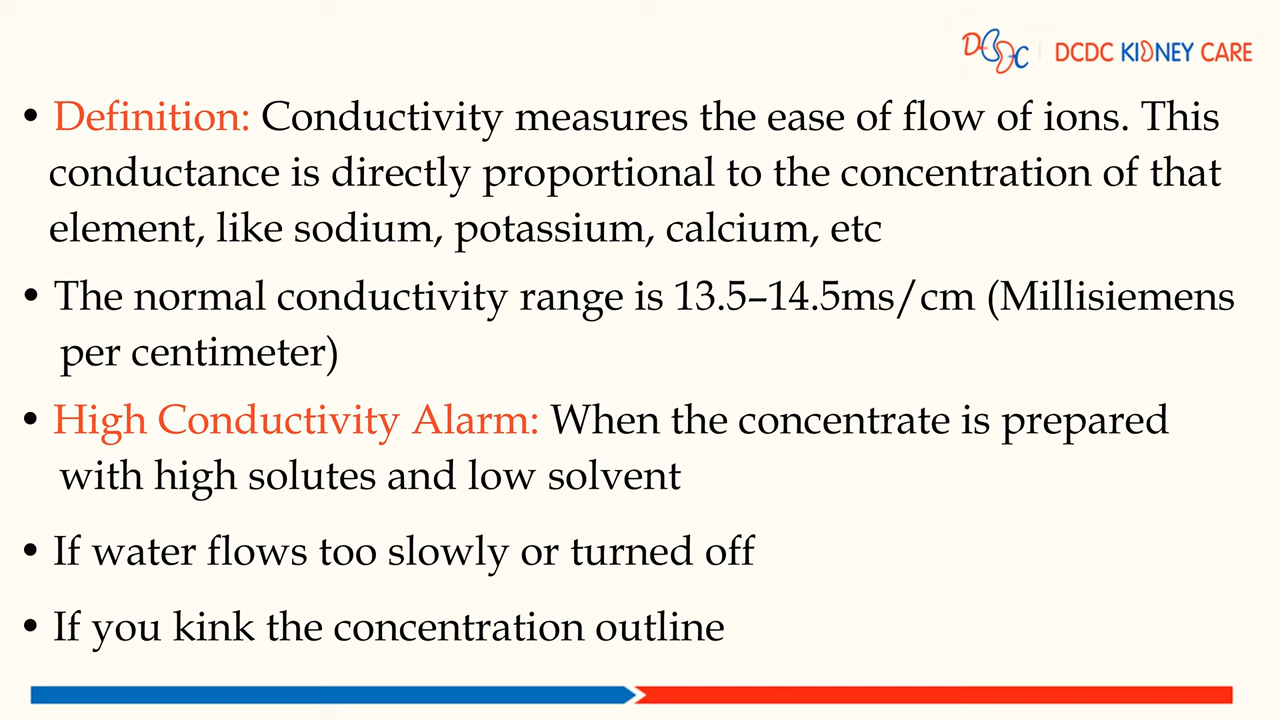 DCDC DCDC KIDNEY CARE
• Definition: Conductivity measures the ease of flow of ions. This
conductance is directly proportional to the concentration of that
element, like sodium, potassium, calcium, etc
• The normal conductivity range is 13.5–14.5ms/cm (Millisiemens
per centimeter)
• High Conductivity Alarm: When the concentrate is prepared
with high solutes and low solvent
• If water flows too slowly or turned off
• If you kink the concentration outline